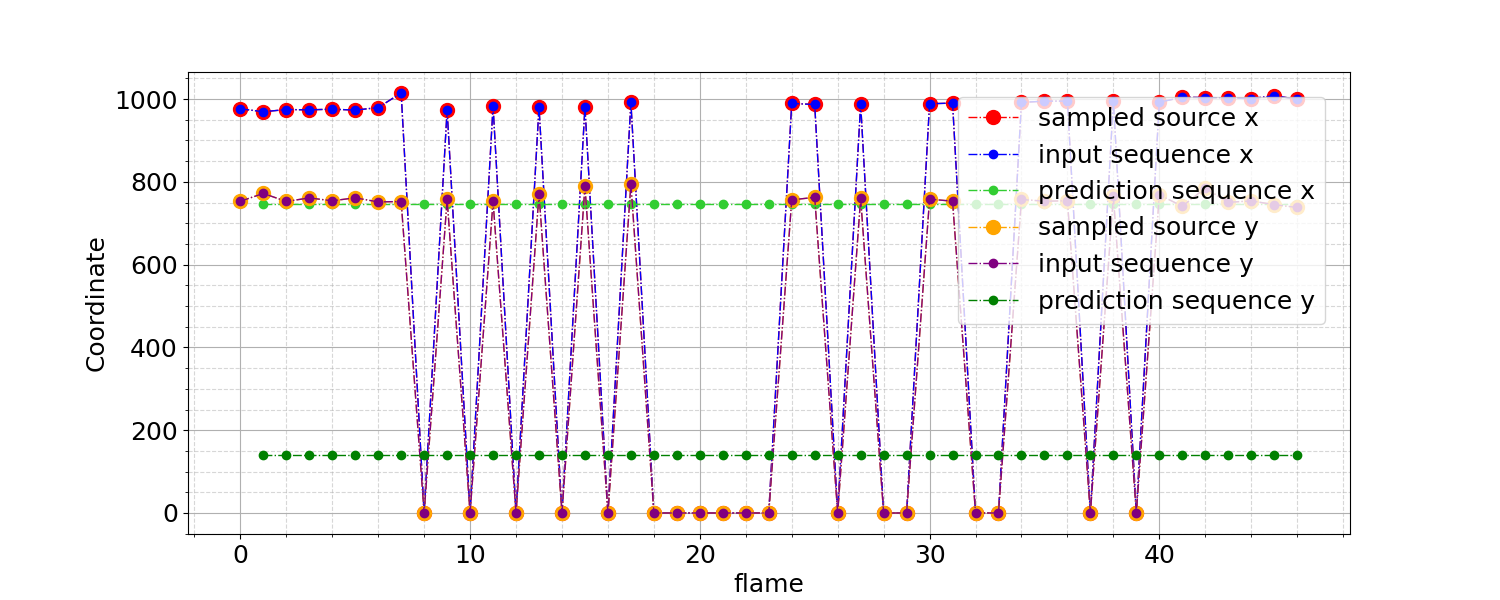 1000
800
600
400
200
0
Coordinate
0 10 20 30 40
flame
sampled source x
input sequence x
prediction sequence x
sampled source y
input sequence y
prediction sequence y